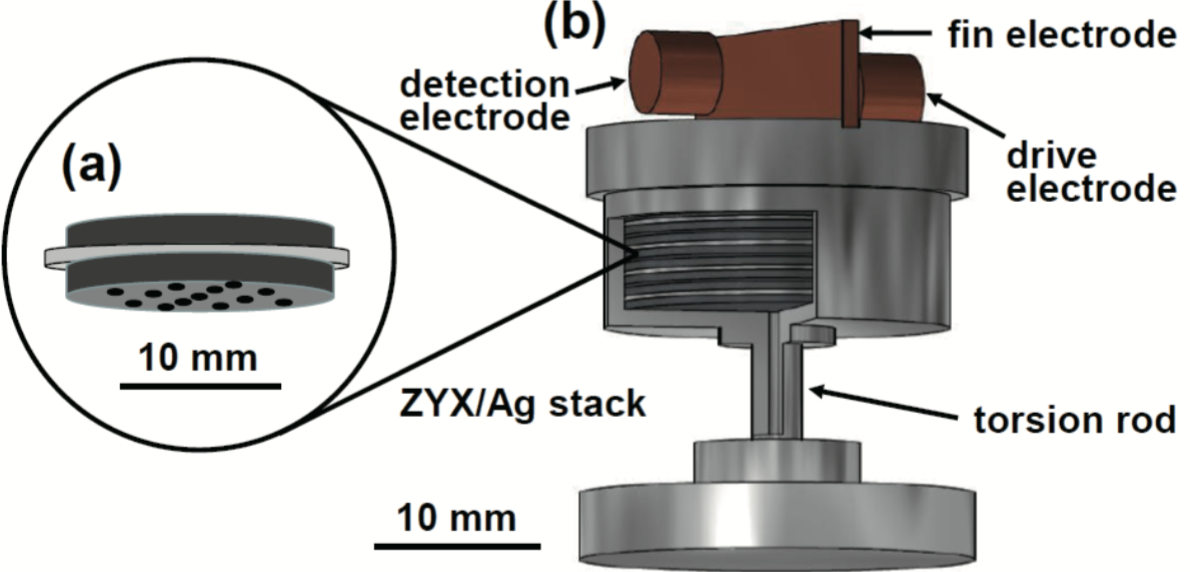 (b)
fin electrode
detection
electrode
(a)
drive
electrode
10 mm
ZYX/Ag stack
torsion rod
10 mm